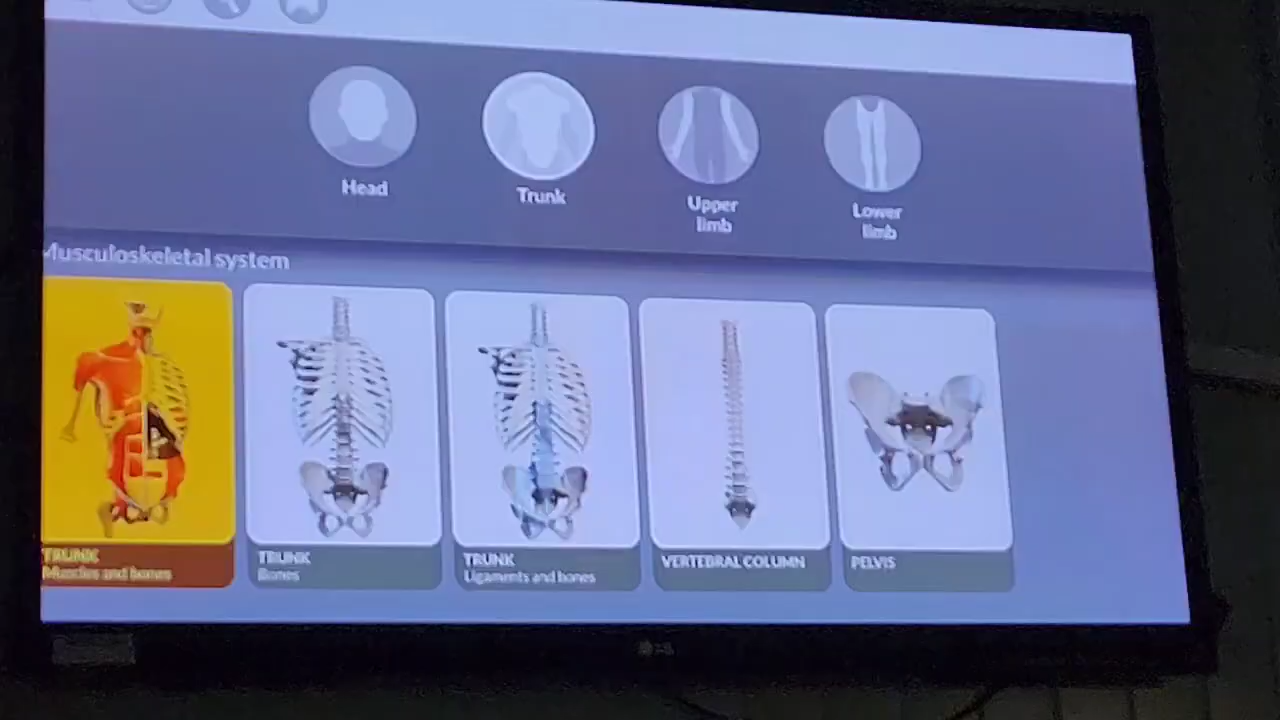 Head
Trunk
Upper
limb
Lower
limb
Musculoskeletal system
TRUNK
Muscles and bones
TRUNK
Bones
TRUNK
Ligaments and bones
VERTEBRAL COLUMN
PELVIS
LG